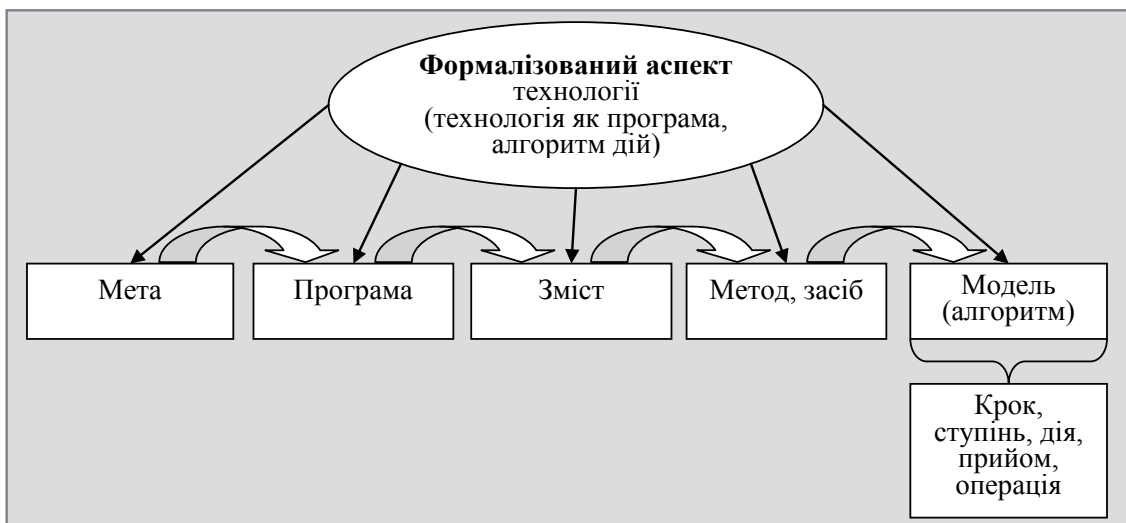 Формалізований аспект
технології
(технологія як програма,
алгоритм дій)
Мета
Програма
Зміст
Метод, засіб
Модель
(алгоритм)
Крок,
ступінь, дія,
прийом,
операція